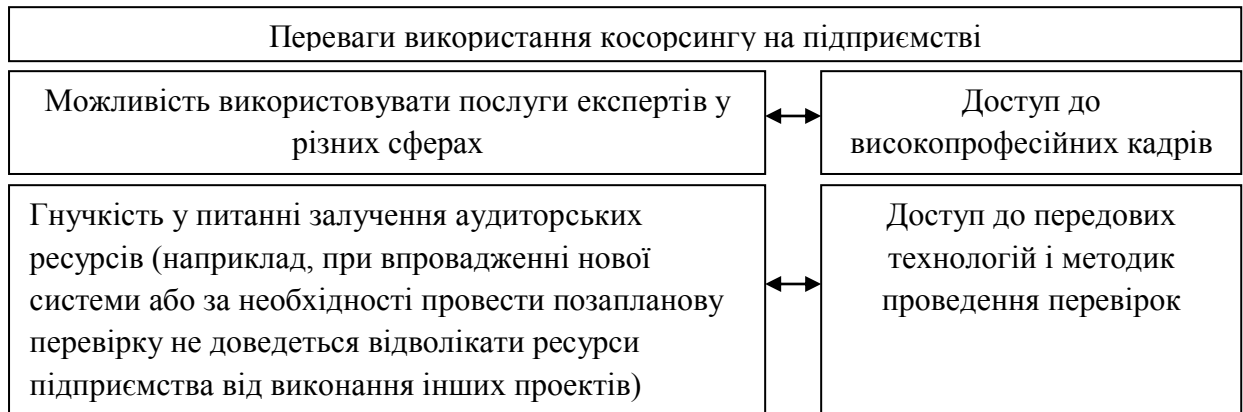 Переваги використання косорсингу на підприємстві
Можливість використовувати послуги експертів у
різних сферах
Доступ до
високопрофесійних кадрів
Гнучкість у питанні залучення аудиторських
ресурсів (наприклад, при впровадженні нової
системи або за необхідності провести позапланову
перевірку не доведеться відволікати ресурси
підприємства від виконання інших проектів)
Доступ до передових
технологій і методик
проведення перевірок